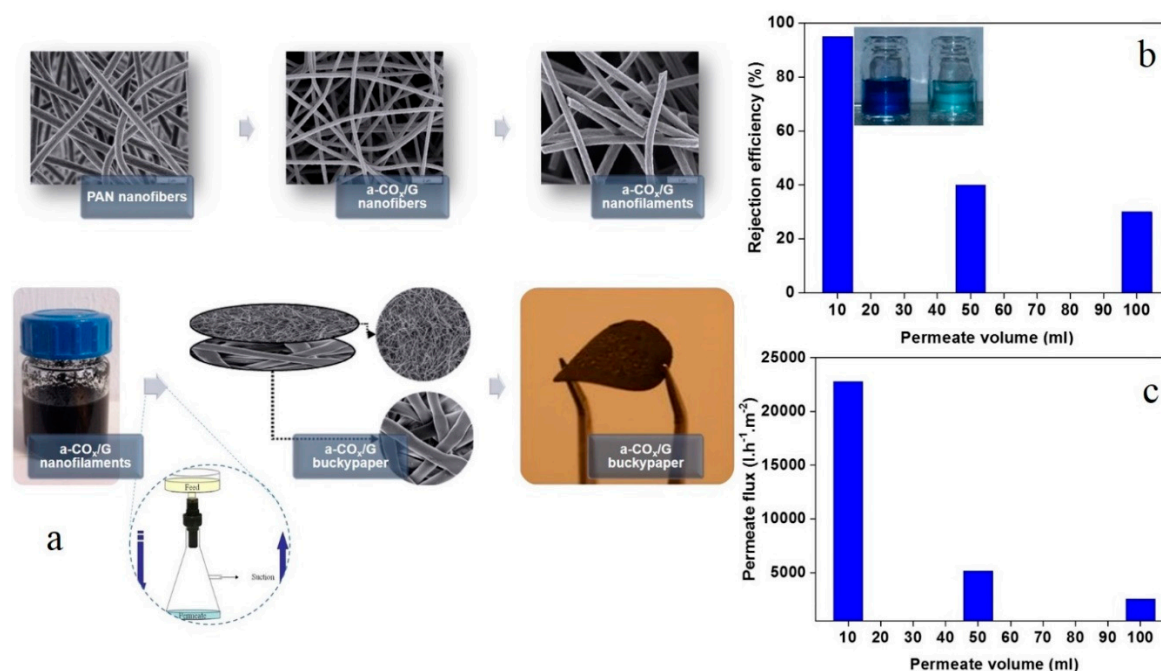 PAN nanofibers
a-COₓ/G
nanofibers
a-COₓ/G
nanofilaments
a-COₓ/G
nanofilaments
a-COₓ/G
buckypaper
a-COₓ/G
buckypaper
Feed
Suction
Permeate
a
b
Rejection efficiency (%)
100
80
60
40
20
0
10 20 30 40 50 60 70 80 90 100
Permeate volume (ml)
c
Permeate flux (l.h⁻¹.m⁻²)
25000
20000
15000
10000
5000
10 20 30 40 50 60 70 80 90 100
Permeate volume (ml)